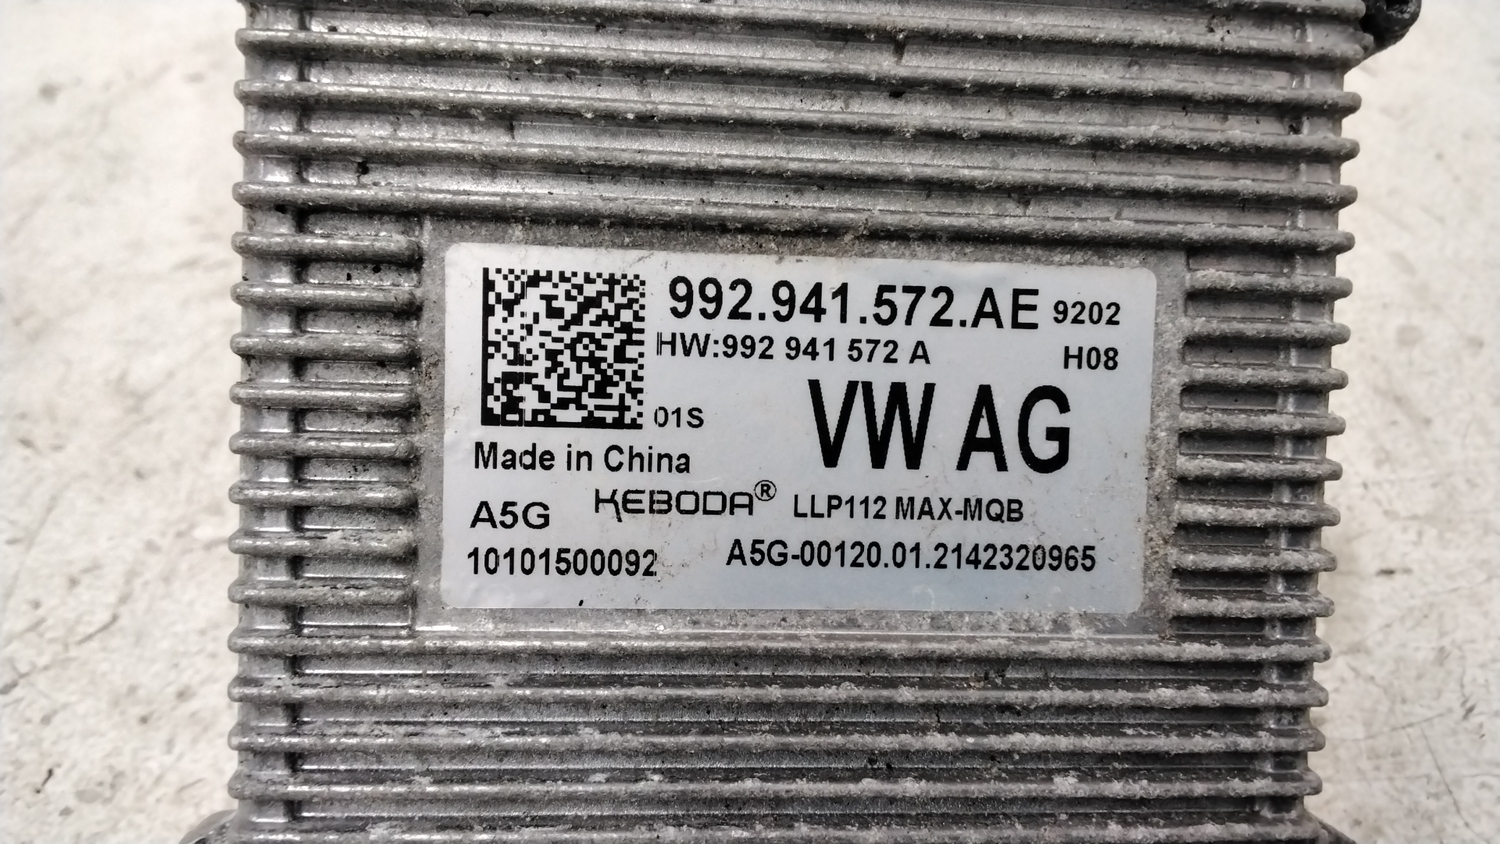 992.941.572.AE 9202
HW:992 941 572 A H08
01S VW AG
Made in China
A5G KEBODA® LLP112 MAX-MQB
10101500092 A5G-00120.01.2142320965